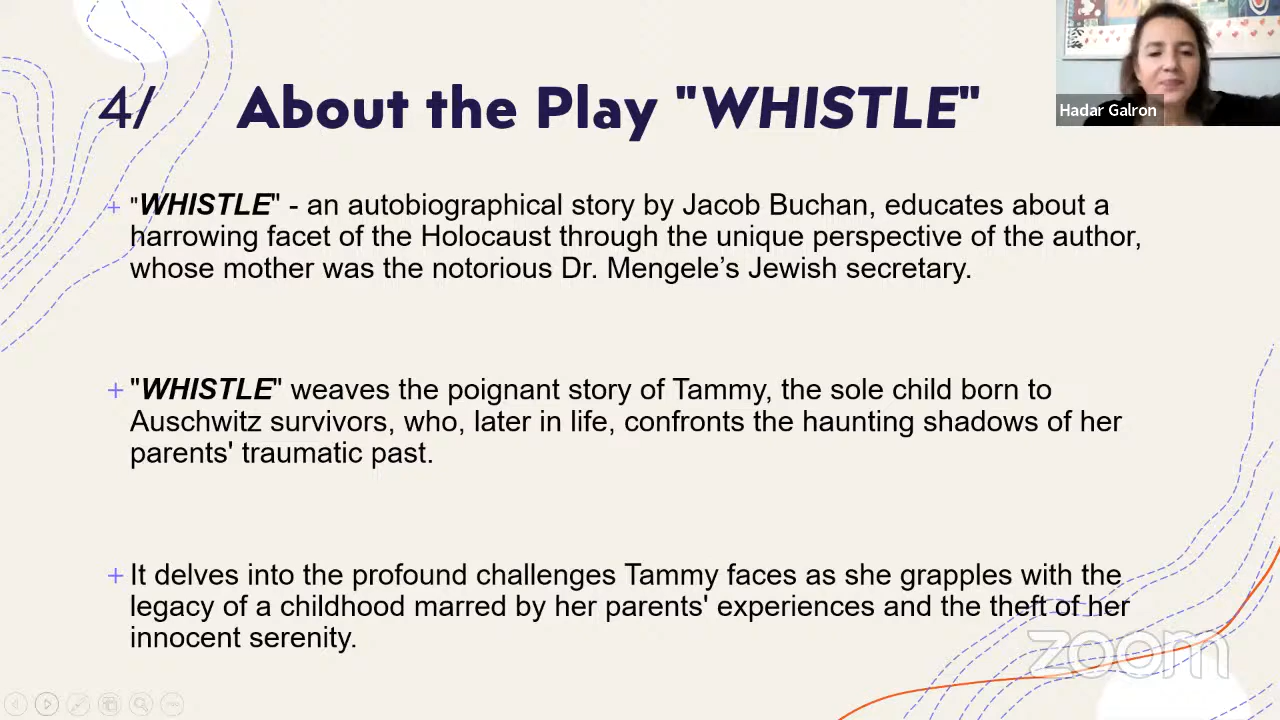 4/ About the Play "WHISTLE"
Hadar Galron
+ "WHISTLE" - an autobiographical story by Jacob Buchan, educates about a
harrowing facet of the Holocaust through the unique perspective of the author,
whose mother was the notorious Dr. Mengele’s Jewish secretary.
+ "WHISTLE" weaves the poignant story of Tammy, the sole child born to
Auschwitz survivors, who, later in life, confronts the haunting shadows of her
parents' traumatic past.
+ It delves into the profound challenges Tammy faces as she grapples with the
legacy of a childhood marred by her parents' experiences and the theft of her
innocent serenity.
zoom